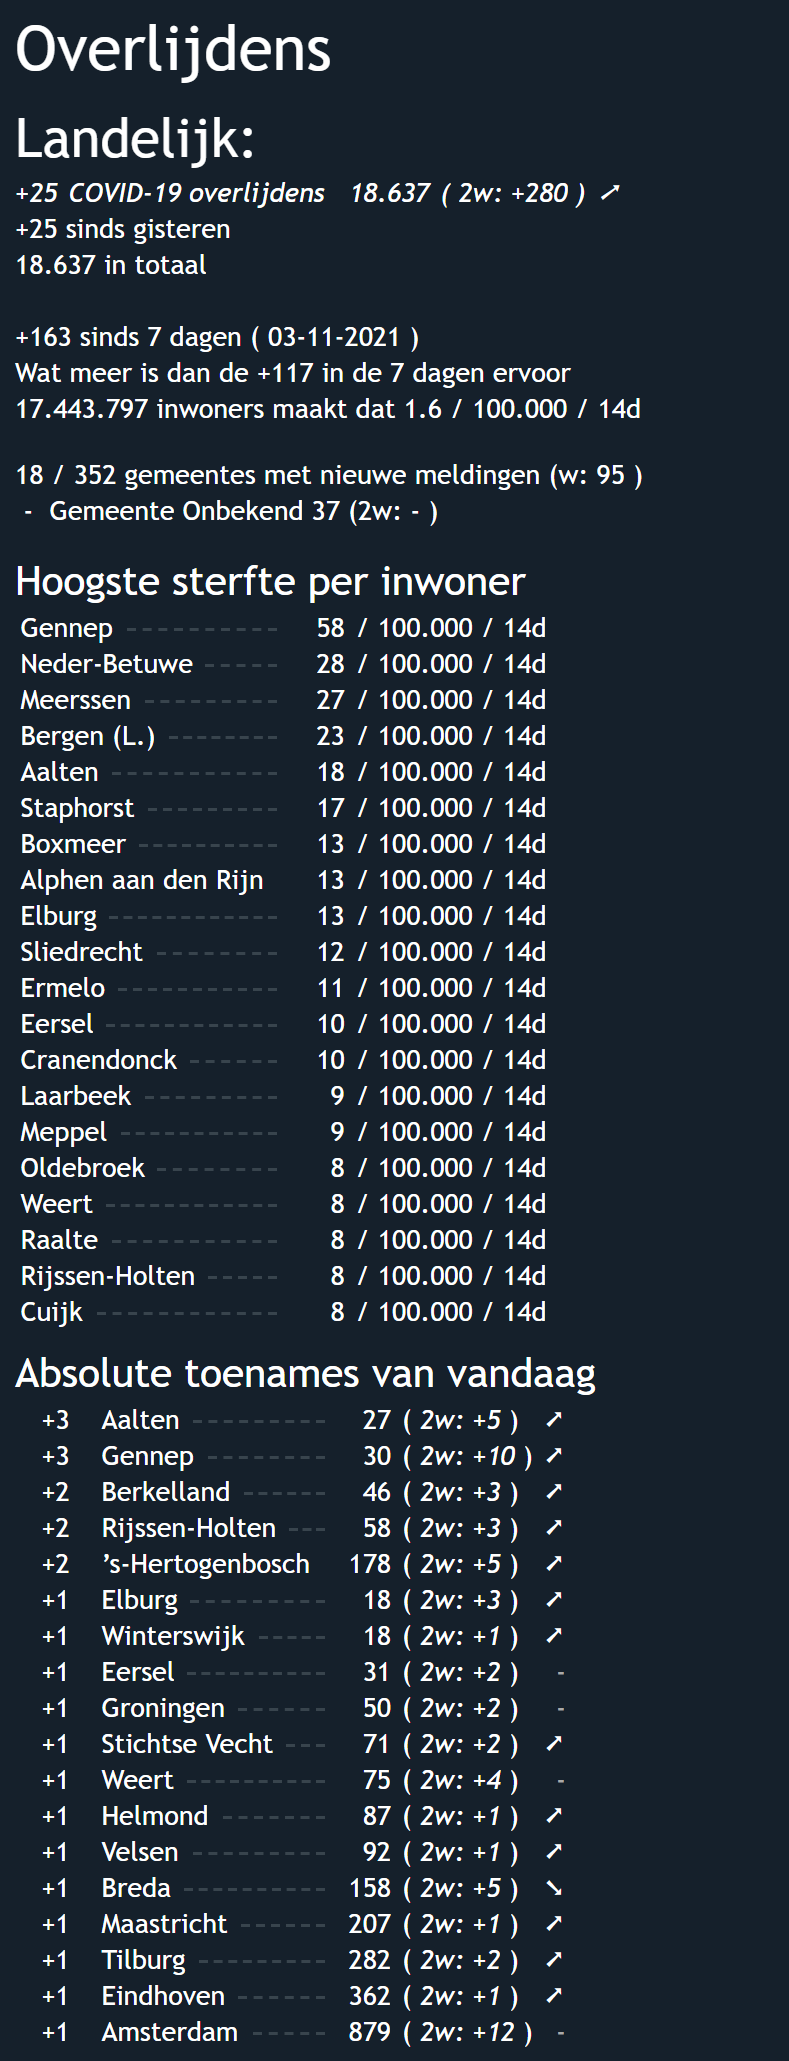 Overlijdens
Landelijk:
+25 COVID-19 overlijdens 18.637 ( 2w: +280 ) ➚
+25 sinds gisteren
18.637 in totaal
+163 sinds 7 dagen ( 03-11-2021 )
Wat meer is dan de +117 in de 7 dagen ervoor
17.443.797 inwoners maakt dat 1.6 / 100.000 / 14d
18 / 352 gemeentes met nieuwe meldingen (w: 95 )
- Gemeente Onbekend 37 (2w: - )
Hoogste sterfte per inwoner
Gennep ---------- 58 / 100.000 / 14d
Neder-Betuwe ----- 28 / 100.000 / 14d
Meerssen --------- 27 / 100.000 / 14d
Bergen (L.) -------- 23 / 100.000 / 14d
Aalten ----------- 18 / 100.000 / 14d
Staphorst --------- 17 / 100.000 / 14d
Boxmeer ---------- 13 / 100.000 / 14d
Alphen aan den Rijn 13 / 100.000 / 14d
Elburg ----------- 13 / 100.000 / 14d
Sliedrecht -------- 12 / 100.000 / 14d
Ermelo ----------- 11 / 100.000 / 14d
Eersel ----------- 10 / 100.000 / 14d
Cranendonck ------ 10 / 100.000 / 14d
Laarbeek --------- 9 / 100.000 / 14d
Meppel ---------- 9 / 100.000 / 14d
Oldebroek -------- 8 / 100.000 / 14d
Weert ----------- 8 / 100.000 / 14d
Raalte ----------- 8 / 100.000 / 14d
Rijssen-Holten ----- 8 / 100.000 / 14d
Cuijk ------------ 8 / 100.000 / 14d
Absolute toenames van vandaag
+3 Aalten --------- 27 ( 2w: +5 ) ➚
+3 Gennep -------- 30 ( 2w: +10 ) ➚
+2 Berkelland ------ 46 ( 2w: +3 ) ➚
+2 Rijssen-Holten --- 58 ( 2w: +3 ) ➚
+2 ’s-Hertogenbosch 178 ( 2w: +5 ) ➚
+1 Elburg --------- 18 ( 2w: +3 ) ➚
+1 Winterswijk ----- 18 ( 2w: +1 ) ➚
+1 Eersel ---------- 31 ( 2w: +2 ) -
+1 Groningen ------ 50 ( 2w: +2 ) -
+1 Stichtse Vecht --- 71 ( 2w: +2 ) ➚
+1 Weert ---------- 75 ( 2w: +4 ) -
+1 Helmond ------- 87 ( 2w: +1 ) ➚
+1 Velsen --------- 92 ( 2w: +1 ) ➚
+1 Breda ---------- 158 ( 2w: +5 ) ➘
+1 Maastricht ------ 207 ( 2w: +1 ) ➚
+1 Tilburg --------- 282 ( 2w: +2 ) ➚
+1 Eindhoven ------ 362 ( 2w: +1 ) ➚
+1 Amsterdam ----- 879 ( 2w: +12 ) -